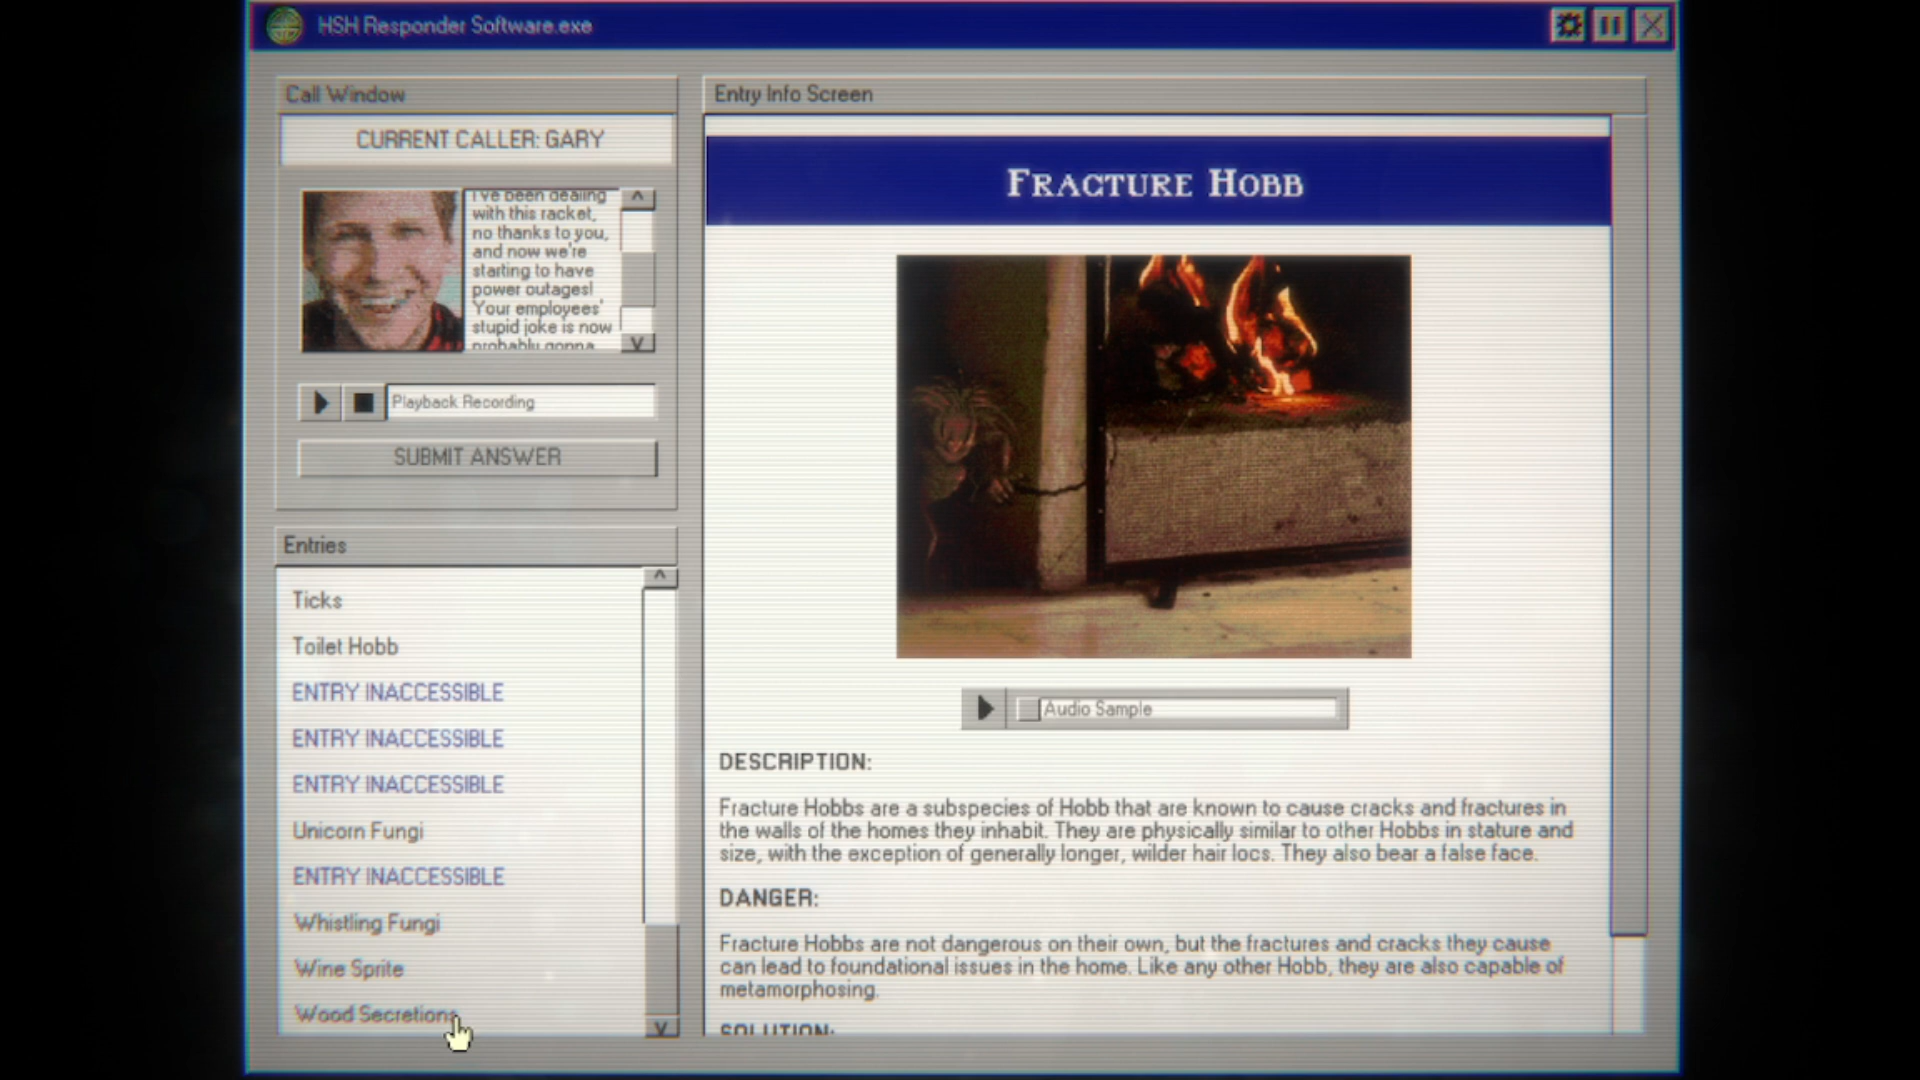 HSH Responder Software.exe
Call Window
CURRENT CALLER: GARY
I've been dealing
with this racket,
no thanks to you,
and now we're
starting to have
power outages!
Your employees'
stupid joke is now
probably gonna
Playback Recording
SUBMIT ANSWER
Entries
Ticks
Toilet Hobb
ENTRY INACCESSIBLE
ENTRY INACCESSIBLE
ENTRY INACCESSIBLE
Unicorn Fungi
ENTRY INACCESSIBLE
Whistling Fungi
Wine Sprite
Wood Secretions
Entry Info Screen
FRACTURE HOBB
Audio Sample
DESCRIPTION:
Fracture Hobbs are a subspecies of Hobb that are known to cause cracks and fractures in
the walls of the homes they inhabit. They are physically similar to other Hobbs in stature and
size, with the exception of generally longer, wilder hair locs. They also bear a false face.
DANGER:
Fracture Hobbs are not dangerous on their own, but the fractures and cracks they cause
can lead to foundational issues in the home. Like any other Hobb, they are also capable of
metamorphosing.
SOLUTION: